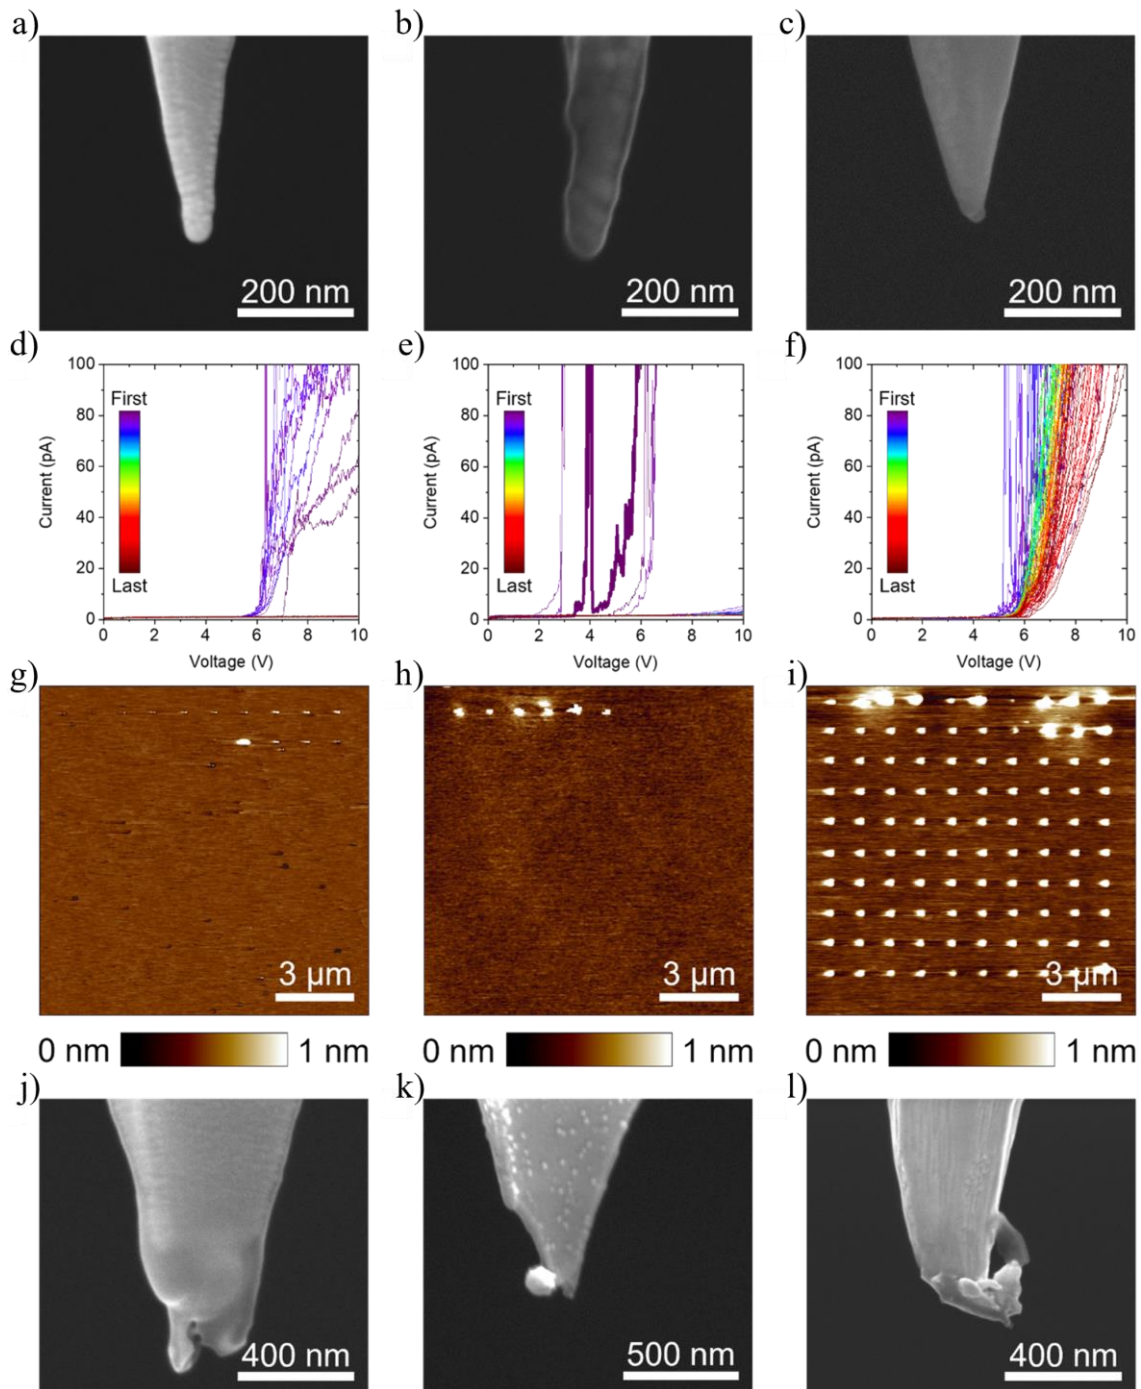 a) b) c)
200 nm 200 nm 200 nm
d) e) f)
100 100 100
First First First
80 80 80
60 60 60
Current (pA) Current (pA) Current (pA)
40 40 40
20 20 20
Last Last Last
0 0 0
0 2 4 6 8 10 0 2 4 6 8 10 0 2 4 6 8 10
Voltage (V) Voltage (V) Voltage (V)
g) h) i)
3 µm 3 µm 3 µm
0 nm 1 nm 0 nm 1 nm 0 nm 1 nm
j) k) l)
400 nm 500 nm 400 nm